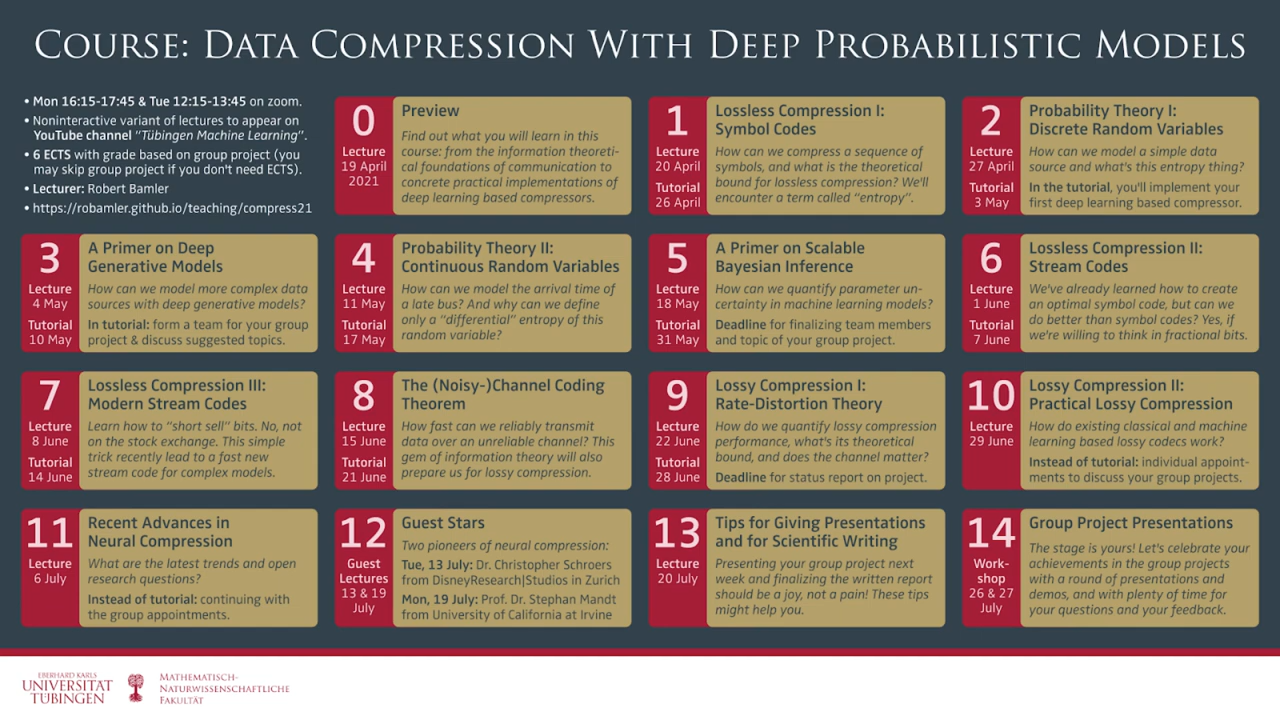 COURSE: DATA COMPRESSION WITH DEEP PROBABILISTIC MODELS
• Mon 16:15-17:45 & Tue 12:15-13:45 on zoom.
• Noninteractive variant of lectures to appear on
YouTube channel "Tübingen Machine Learning".
• 6 ECTS with grade based on group project (you
may skip group project if you don't need ECTS).
• Lecturer: Robert Bamler
• https://robamler.github.io/teaching/compress21
0
Lecture
19 April
2021
Preview
Find out what you will learn in this
course: from the information theoreti-
cal foundations of communication to
concrete practical implementations of
deep learning based compressors.
1
Lecture
20 April
Tutorial
26 April
Lossless Compression I:
Symbol Codes
How can we compress a sequence of
symbols, and what is the theoretical
bound for lossless compression? We'll
encounter a term called "entropy".
2
Lecture
27 April
Tutorial
3 May
Probability Theory I:
Discrete Random Variables
How can we model a simple data
source and what's this entropy thing?
In the tutorial, you'll implement your
first deep learning based compressor.
3
Lecture
4 May
Tutorial
10 May
A Primer on Deep
Generative Models
How can we model more complex data
sources with deep generative models?
In tutorial: form a team for your group
project & discuss suggested topics.
4
Lecture
11 May
Tutorial
17 May
Probability Theory II:
Continuous Random Variables
How can we model the arrival time of
a late bus? And why can we define
only a "differential" entropy of this
random variable?
5
Lecture
18 May
Tutorial
31 May
A Primer on Scalable
Bayesian Inference
How can we quantify parameter un-
certainty in machine learning models?
Deadline for finalizing team members
and topic of your group project.
6
Lecture
1 June
Tutorial
7 June
Lossless Compression II:
Stream Codes
We've already learned how to create
an optimal symbol code, but can we
do better than symbol codes? Yes, if
we're willing to think in fractional bits.
7
Lecture
8 June
Tutorial
14 June
Lossless Compression III:
Modern Stream Codes
Learn how to "short sell" bits. No, not
on the stock exchange. This simple
trick recently lead to a fast new
stream code for complex models.
8
Lecture
15 June
Tutorial
21 June
The (Noisy-)Channel Coding
Theorem
How fast can we reliably transmit
data over an unreliable channel? This
gem of information theory will also
prepare us for lossy compression.
9
Lecture
22 June
Tutorial
28 June
Lossy Compression I:
Rate-Distortion Theory
How do we quantify lossy compression
performance, what's its theoretical
bound, and does the channel matter?
Deadline for status report on project.
10
Lecture
29 June
Lossy Compression II:
Practical Lossy Compression
How do existing classical and machine
learning based lossy codecs work?
Instead of tutorial: individual appoint-
ments to discuss your group projects.
11
Lecture
6 July
Recent Advances in
Neural Compression
What are the latest trends and open
research questions?
Instead of tutorial: continuing with
the group appointments.
12
Guest
Lectures
13 & 19
July
Guest Stars
Two pioneers of neural compression:
Tue, 13 July: Dr. Christopher Schroers
from DisneyResearch|Studios in Zurich
Mon, 19 July: Prof. Dr. Stephan Mandt
from University of California at Irvine
13
Lecture
20 July
Tips for Giving Presentations
and for Scientific Writing
Presenting your group project next
week and finalizing the written report
should be a joy, not a pain! These tips
might help you.
14
Work-
shop
26 & 27
July
Group Project Presentations
The stage is yours! Let's celebrate your
achievements in the group projects
with a round of presentations and
demos, and with plenty of time for
your questions and your feedback.
EBERHARD KARLS
UNIVERSITÄT
TÜBINGEN
MATHEMATISCH-
NATURWISSENSCHAFTLICHE
FAKULTÄT